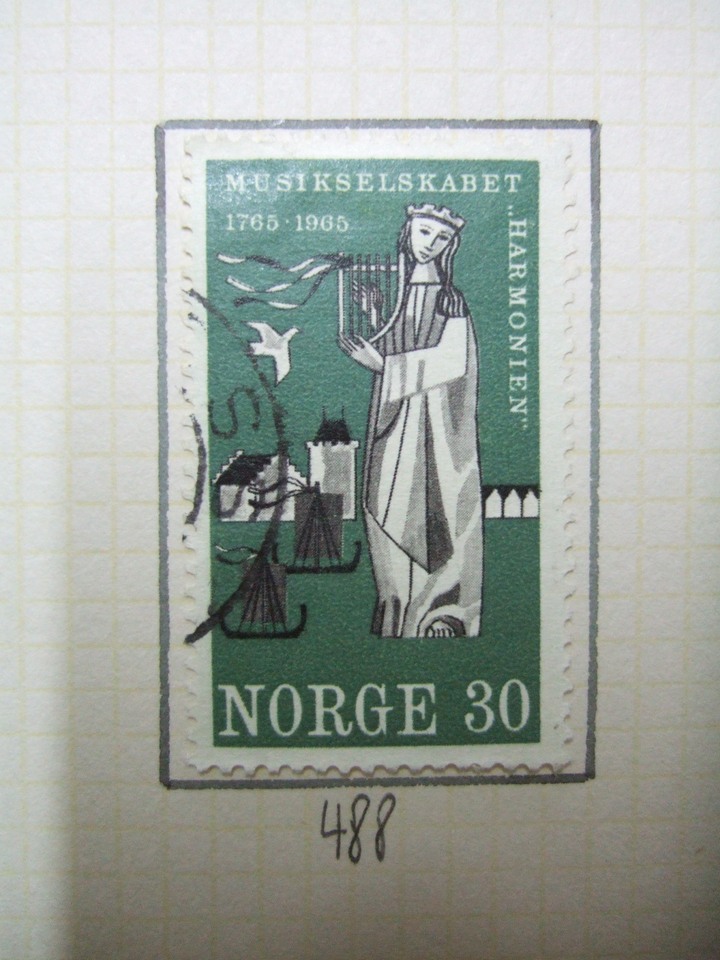 MUSIKSELSKABET
1765·1965
„HARMONIEN”
S
NORGE 30
488